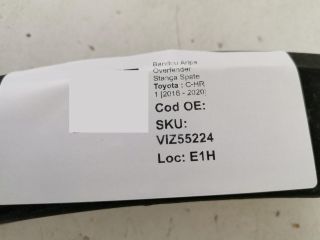 Bandou Aripa
Overfender
Stanga Spate
Toyota : C-HR
1 [2016 - 2020]
Cod OE:
SKU:
VIZ55224
Loc: E1H